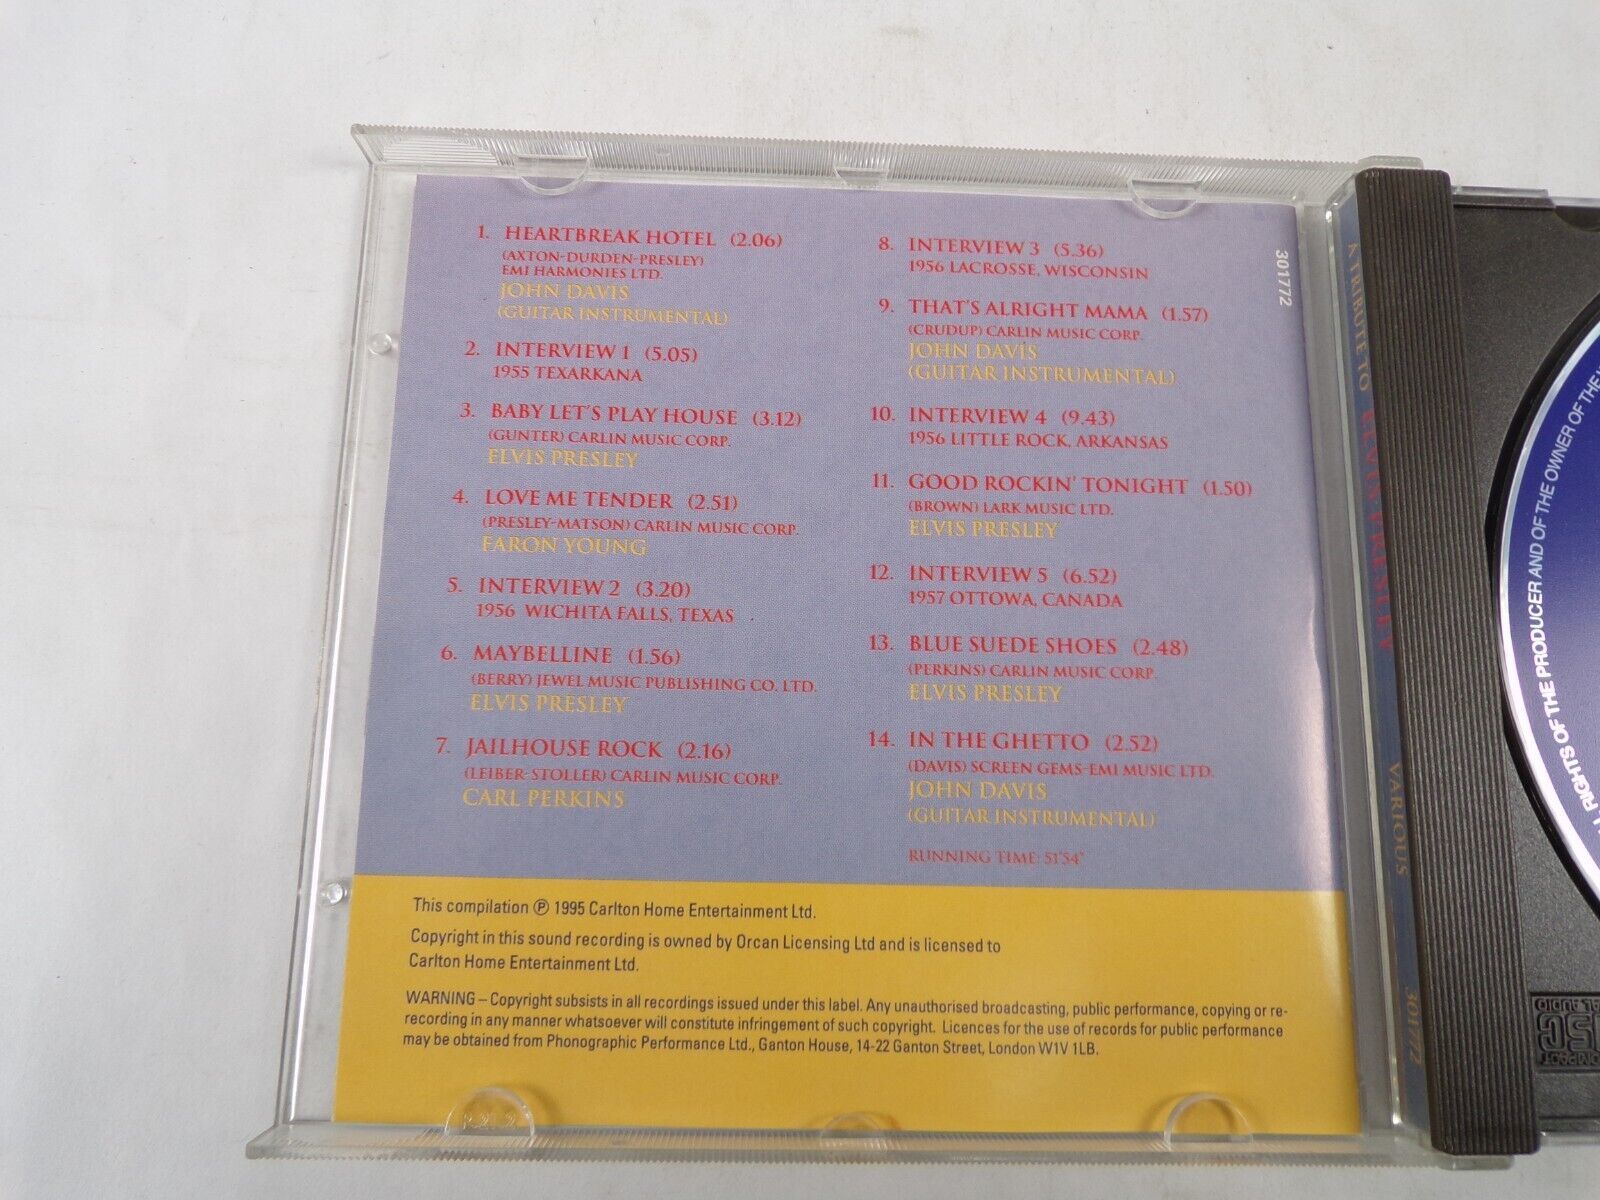 1. HEARTBREAK HOTEL (2.06)
(AXTON-DURDEN-PRESLEY)
EMI HARMONIES LTD.
JOHN DAVIS
(GUITAR INSTRUMENTAL)
2. INTERVIEW 1 (5.05)
1955 TEXARKANA
3. BABY LET'S PLAY HOUSE (3.12)
(GUNTER) CARLIN MUSIC CORP.
ELVIS PRESLEY
4. LOVE ME TENDER (2.51)
(PRESLEY-MATSON) CARLIN MUSIC CORP.
FARON YOUNG
5. INTERVIEW 2 (3.20)
1956 WICHITA FALLS, TEXAS
6. MAYBELLINE (1.56)
(BERRY) JEWEL MUSIC PUBLISHING CO. LTD.
ELVIS PRESLEY
7. JAILHOUSE ROCK (2.16)
(LEIBER-STOLLER) CARLIN MUSIC CORP.
CARL PERKINS
8. INTERVIEW 3 (5.36)
1956 LACROSSE, WISCONSIN
9. THAT'S ALRIGHT MAMA (1.57)
(CRUDUP) CARLIN MUSIC CORP.
JOHN DAVIS
(GUITAR INSTRUMENTAL)
10. INTERVIEW 4 (9.43)
1956 LITTLE ROCK, ARKANSAS
11. GOOD ROCKIN' TONIGHT (1.50)
(BROWN) LARK MUSIC LTD.
ELVIS PRESLEY
12. INTERVIEW 5 (6.52)
1957 OTTOWA, CANADA
13. BLUE SUEDE SHOES (2.48)
(PERKINS) CARLIN MUSIC CORP.
ELVIS PRESLEY
14. IN THE GHETTO (2.52)
(DAVIS) SCREEN GEMS-EMI MUSIC LTD.
JOHN DAVIS
(GUITAR INSTRUMENTAL)
RUNNING TIME: 51'54"
301772
This compilation ℗ 1995 Carlton Home Entertainment Ltd.
Copyright in this sound recording is owned by Orcan Licensing Ltd and is licensed to
Carlton Home Entertainment Ltd.
WARNING – Copyright subsists in all recordings issued under this label. Any unauthorised broadcasting, public performance, copying or re-
recording in any manner whatsoever will constitute infringement of such copyright. Licences for the use of records for public performance
may be obtained from Phonographic Performance Ltd., Ganton House, 14-22 Ganton Street, London W1V 1LB.
A TRIBUTE TO ELVIS PRESLEY VARIOUS 301772
RIGHTS OF THE PRODUCER AND OF THE OWNER OF THE